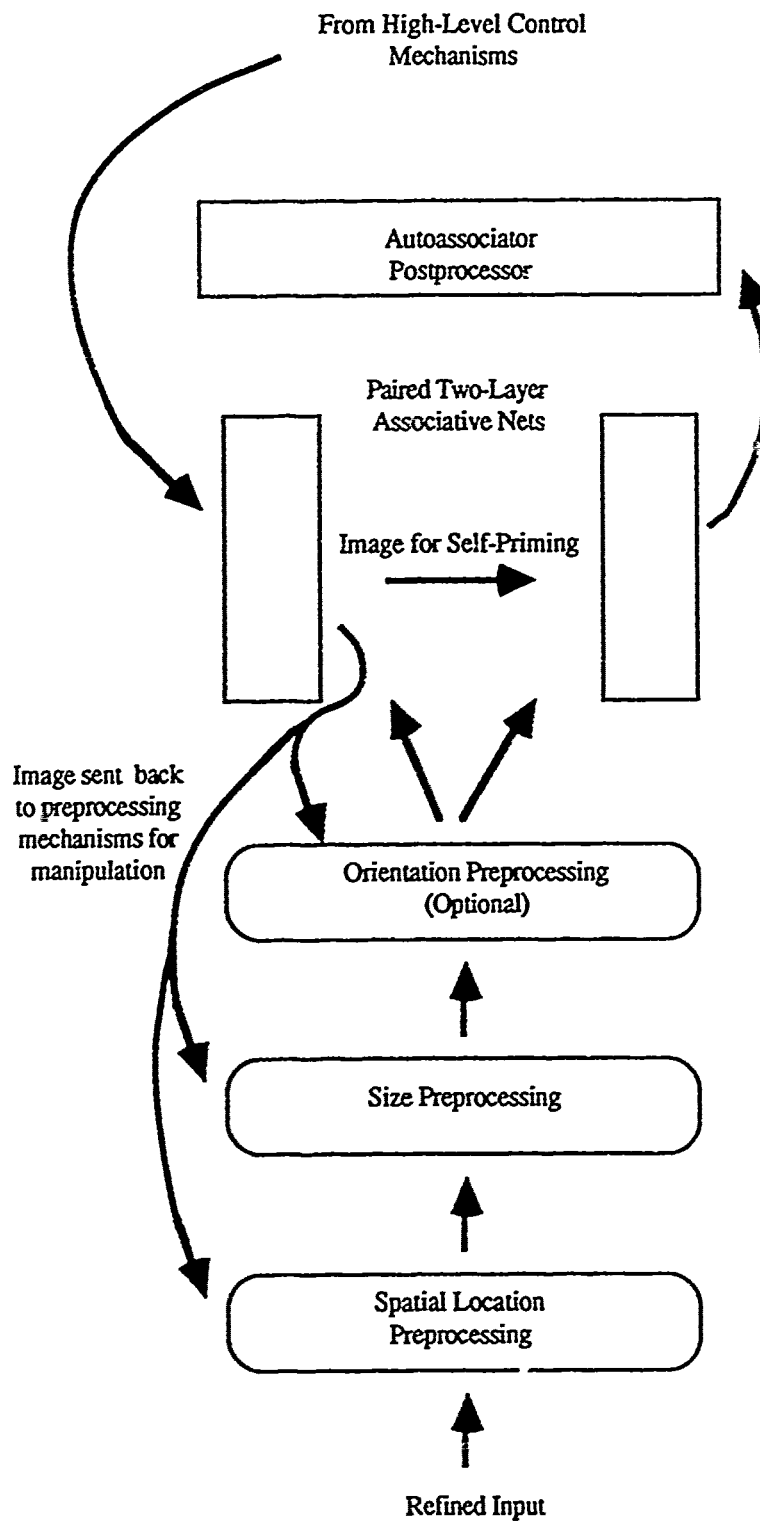 From High-Level Control
Mechanisms
Autoassociator
Postprocessor
Paired Two-Layer
Associative Nets
Image for Self-Priming
Image sent back
to preprocessing
mechanisms for
manipulation
Orientation Preprocessing
(Optional)
Size Preprocessing
Spatial Location
Preprocessing
Refined Input